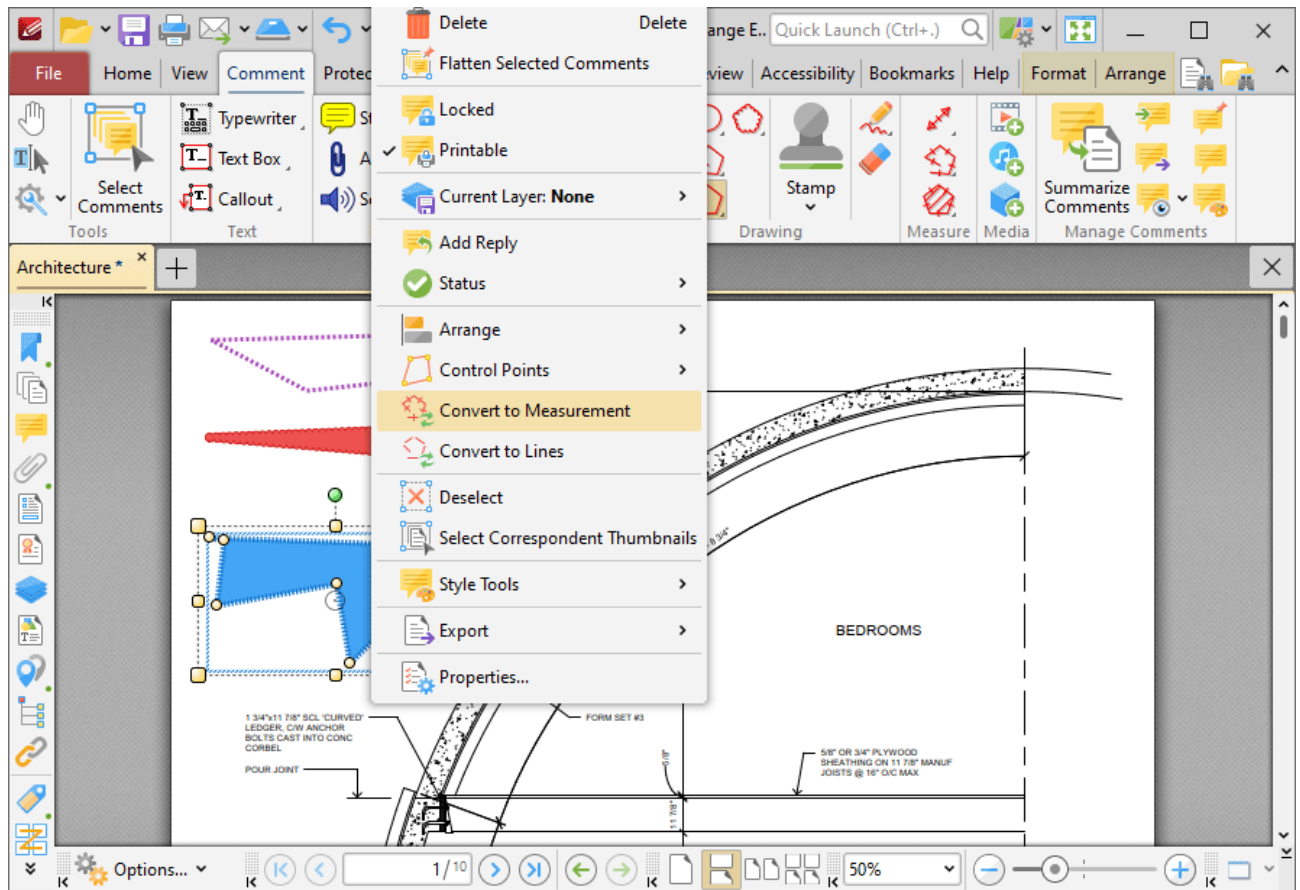 Delete Delete
ange E.. Quick Launch (Ctrl+.)
Flatten Selected Comments
File Home View Comment Protec
view Accessibility Bookmarks Help Format Arrange
Locked
Printable
Typewriter
Text Box
Callout
Select
Comments
Stamp
Summarize
Comments
Tools Text Drawing Measure Media Manage Comments
Current Layer: None
Add Reply
Status
Arrange
Control Points
Convert to Measurement
Convert to Lines
Deselect
Select Correspondent Thumbnails
Style Tools
Export
Properties...
Architecture *
BEDROOMS
1 3/4"x11 7/8" SCL 'CURVED'
LEDGER, C/W ANCHOR
BOLTS CAST INTO CONC
CORBEL
POUR JOINT
FORM SET #3
5/8"
11 7/8"
5/8" OR 3/4" PLYWOOD
SHEATHING ON 11 7/8" MANUF
JOISTS @ 16" O/C MAX
Options... 1 / 10 50%